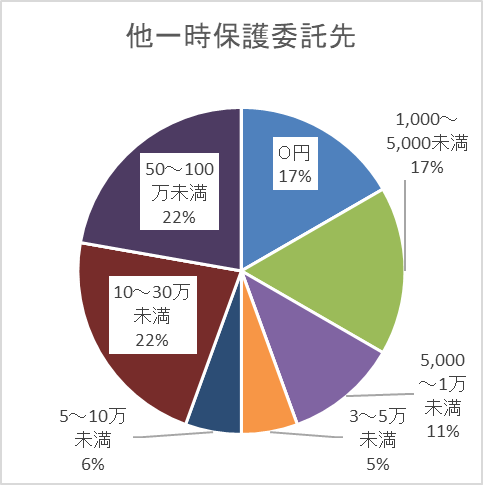 他一時保護委託先
0円
17%
1,000～
5,000未満
17%
5,000
～1万
未満
11%
3～5万
未満
5%
5～10万
未満
6%
10～30万
未満
22%
50～100
万未満
22%